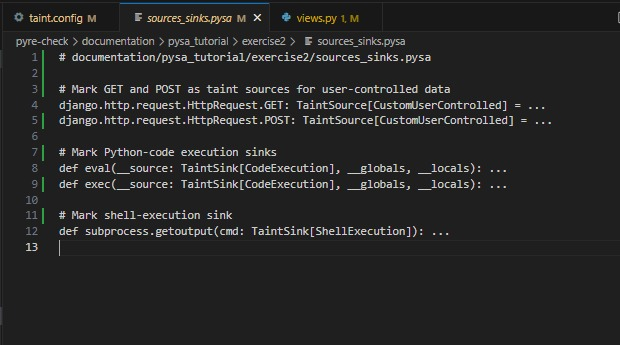 taint.config M
sources_sinks.pysa M
views.py 1, M
pyre-check > documentation > pysa_tutorial > exercise2 > sources_sinks.pysa
1 # documentation/pysa_tutorial/exercise2/sources_sinks.pysa
2
3 # Mark GET and POST as taint sources for user-controlled data
4 django.http.request.HttpRequest.GET: TaintSource[CustomUserControlled] = ...
5 django.http.request.HttpRequest.POST: TaintSource[CustomUserControlled] = ...
6
7 # Mark Python-code execution sinks
8 def eval(__source: TaintSink[CodeExecution], __globals, __locals): ...
9 def exec(__source: TaintSink[CodeExecution], __globals, __locals): ...
10
11 # Mark shell-execution sink
12 def subprocess.getoutput(cmd: TaintSink[ShellExecution]): ...
13